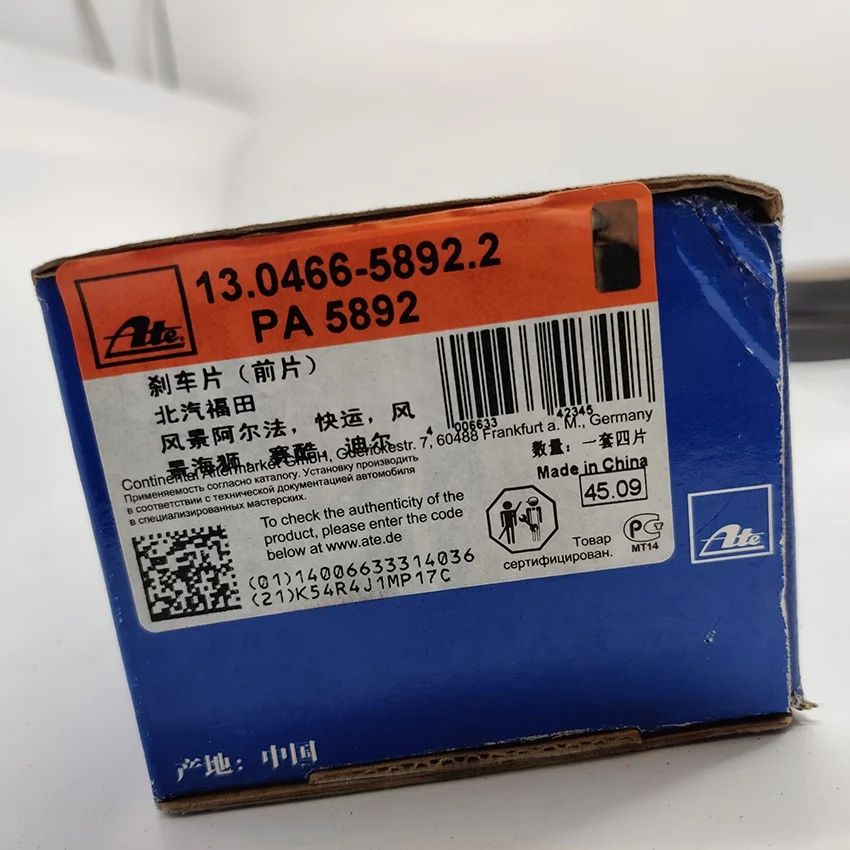 Ate
13.0466-5892.2
PA 5892
刹车片（前片）
北汽福田
风景阿尔法，快运，风
景海狮，赛酷，迪尔
4 006633 42345
Continental Aftermarket GmbH, Guerickestr. 7, 60488 Frankfurt a. M., Germany
数量：一套四片
Применяемость согласно каталогу. Установку производить
в соответствии с технической документацией автомобиля
в специализированных мастерских.
Made in China
45.09
To check the authenticity of the
product, please enter the code
below at www.ate.de
Товар
сертифицирован.
МТ14
(01)14006633314036
(21)K54R4J1MP17C
Ate
产地：中国